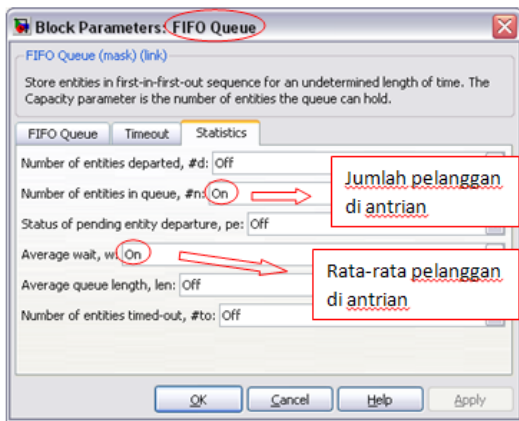 Block Parameters: FIFO Queue
FIFO Queue (mask) (link)
Store entities in first-in-first-out sequence for an undetermined length of time. The
Capacity parameter is the number of entities the queue can hold.
FIFO Queue Timeout Statistics
Number of entities departed, #d: Off
Number of entities in queue, #n: On
Jumlah pelanggan
di antrian
Status of pending entity departure, pe: Off
Average wait, w: On
Rata-rata pelanggan
di antrian
Average queue length, len: Off
Number of entities timed-out, #to: Off
OK Cancel Help Apply